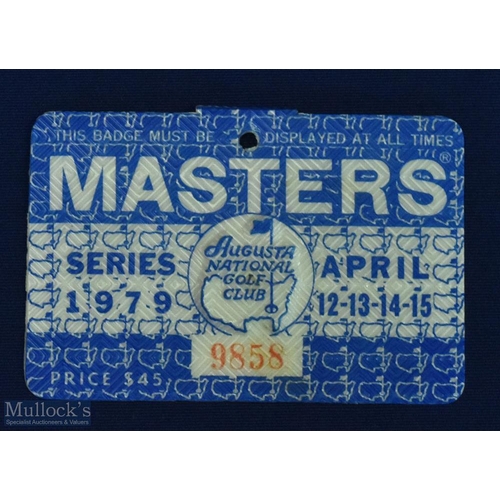 THIS BADGE MUST BE DISPLAYED AT ALL TIMES
MASTERS®
SERIES 1979
AUGUSTA
NATIONAL
GOLF
CLUB
APRIL
12-13-14-15
9858
PRICE $45
Mullock's
Specialist Auctioneers & Valuers